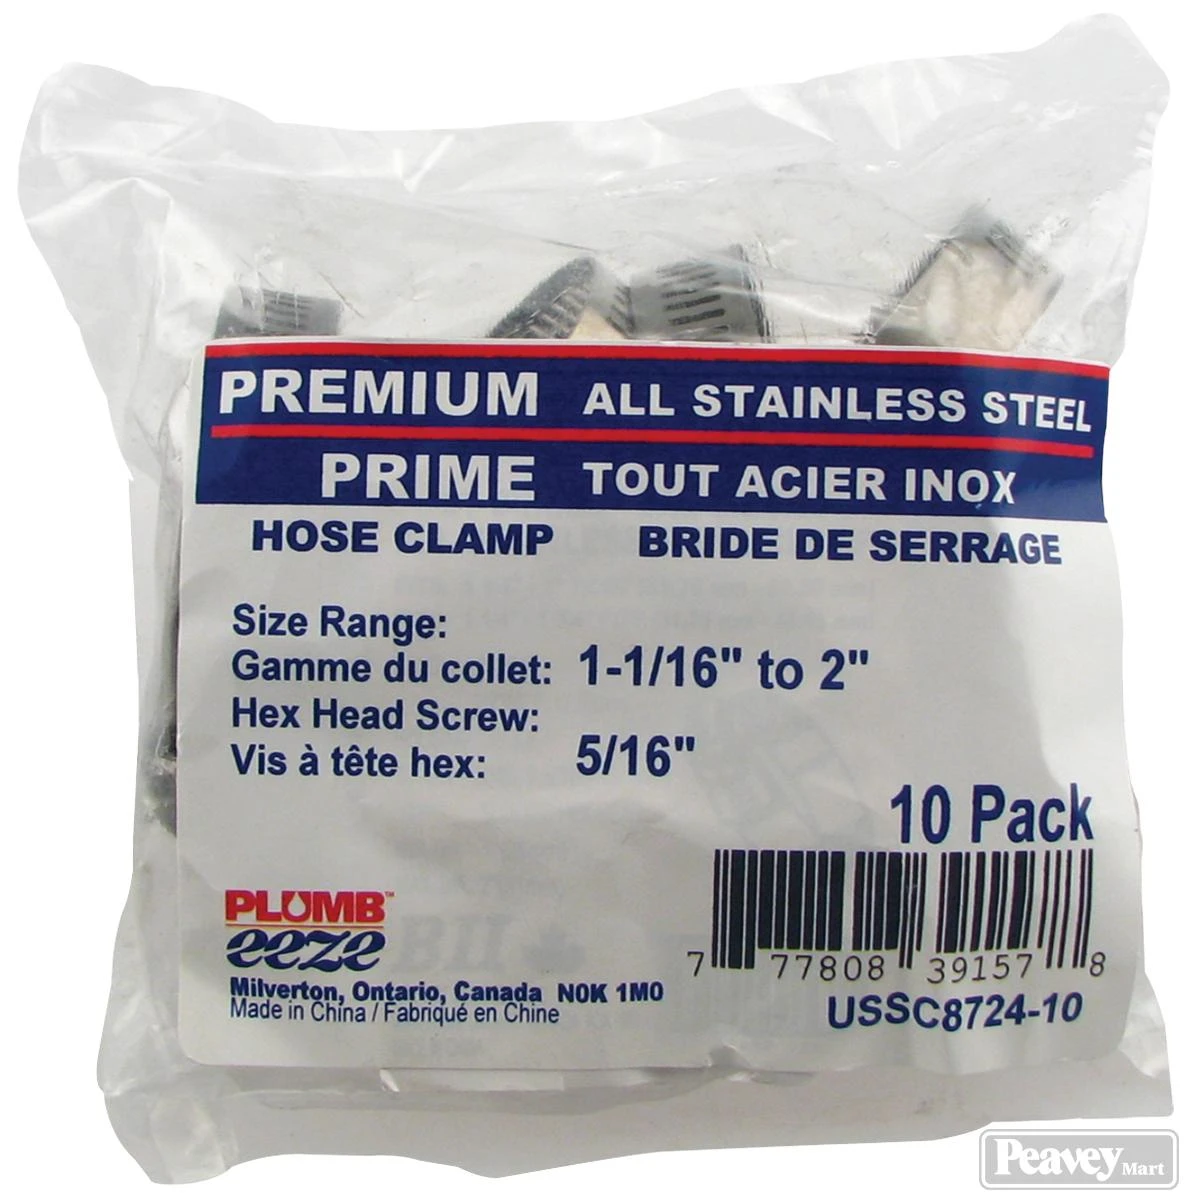 PREMIUM ALL STAINLESS STEEL
PRIME TOUT ACIER INOX
HOSE CLAMP BRIDE DE SERRAGE
Size Range:
Gamme du collet: 1-1/16" to 2"
Hex Head Screw:
Vis à tête hex: 5/16"
10 Pack
PLUMB™
eeze
Milverton, Ontario, Canada N0K 1M0
Made in China / Fabriqué en Chine
7 77808 39157 8
USSC8724-10
Peavey Mart